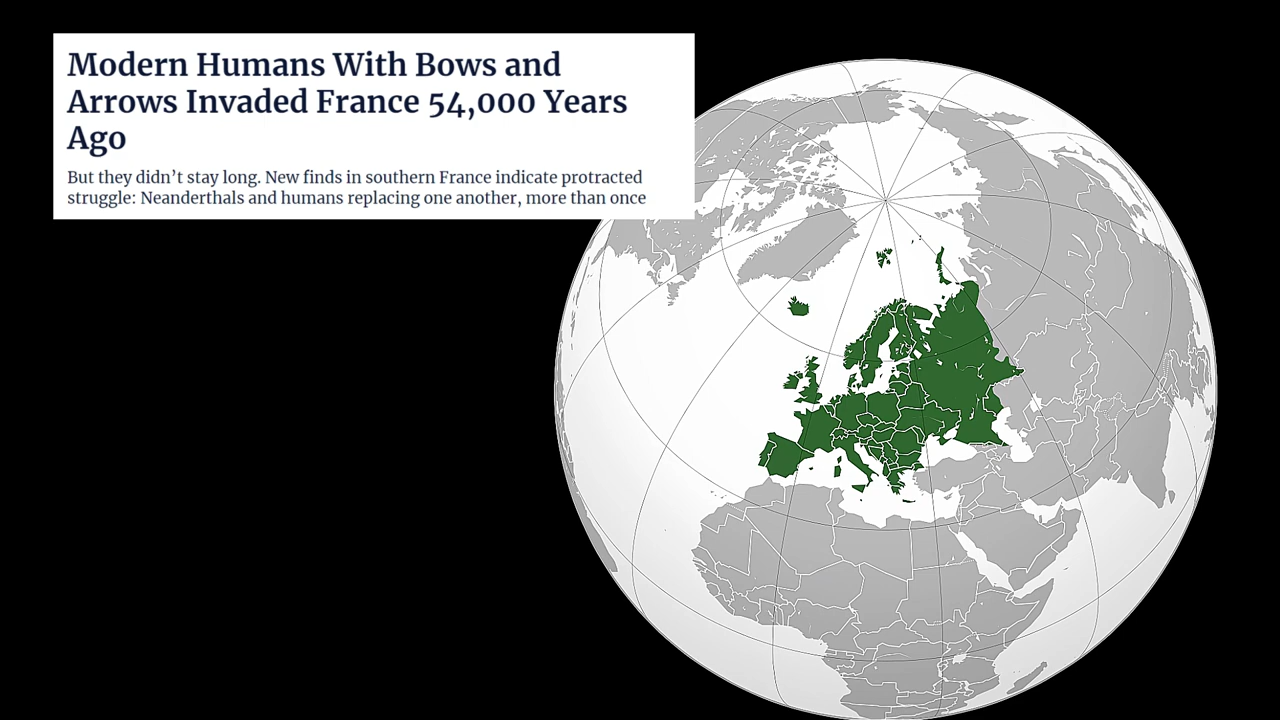 Modern Humans With Bows and
Arrows Invaded France 54,000 Years
Ago
But they didn’t stay long. New finds in southern France indicate protracted
struggle: Neanderthals and humans replacing one another, more than once